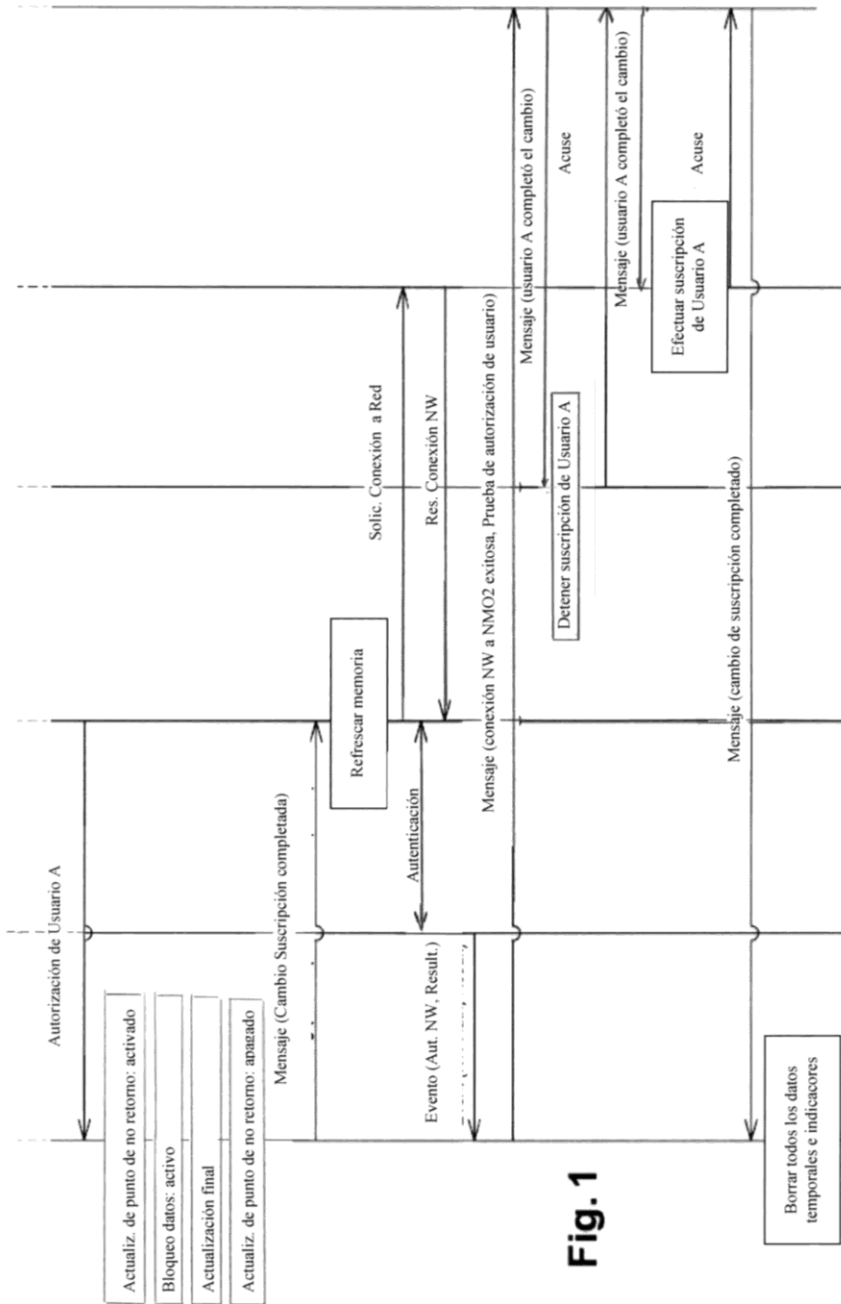 Autorización de Usuario A
Actualiz. de punto de no retorno: activado
Bloqueo datos: activo
Actualización final
Actualiz. de punto de no retorno: apagado
Mensaje (Cambio Suscripción completada)
Refrescar memoria
Solic. Conexión a Red
Autenticación
Res. Conexión NW
Evento (Aut. NW, Result.)
Mensaje (conexión NW a NMO2 exitosa, Prueba de autorización de usuario)
Mensaje (usuario A completó el cambio)
Acuse
Detener suscripción de Usuario A
Mensaje (usuario A completó el cambio)
Efectuar suscripción
de Usuario A
Acuse
Mensaje (cambio de suscripción completado)
Borrar todos los datos
temporales e indicacores
Fig. 1